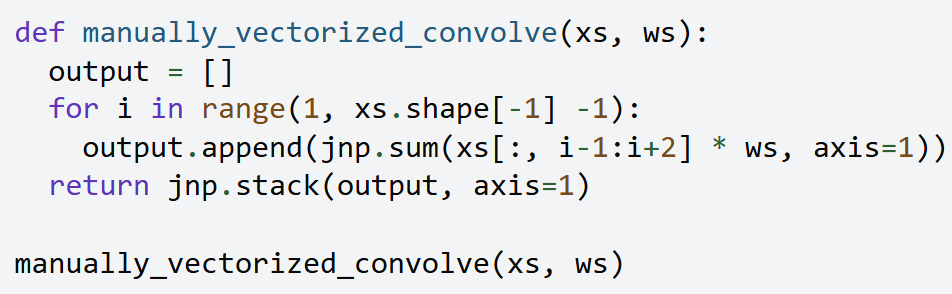 def manually_vectorized_convolve(xs, ws):
  output = []
  for i in range(1, xs.shape[-1] -1):
    output.append(jnp.sum(xs[:, i-1:i+2] * ws, axis=1))
  return jnp.stack(output, axis=1)

manually_vectorized_convolve(xs, ws)